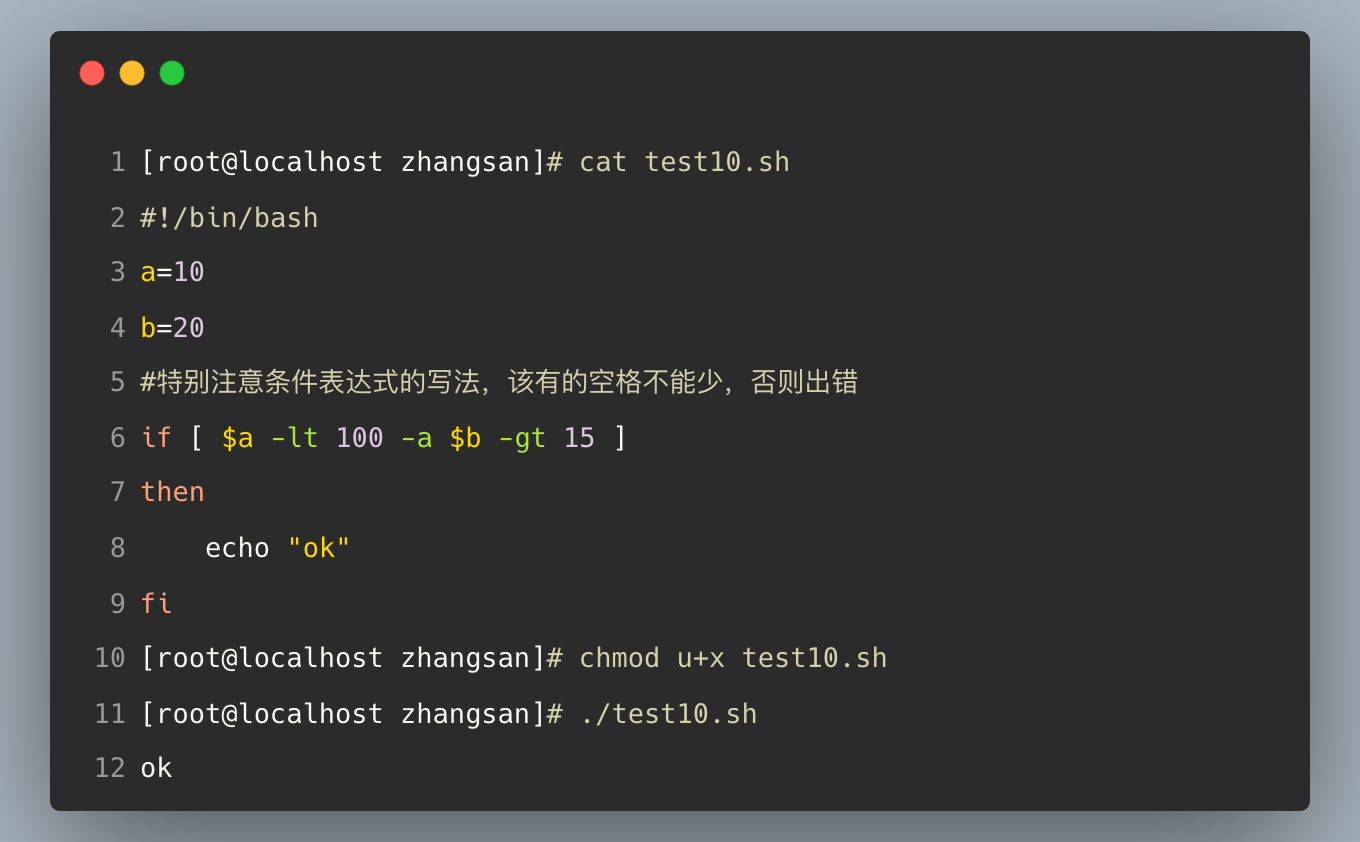 1 [root@localhost zhangsan]# cat test10.sh
2 #!/bin/bash
3 a=10
4 b=20
5 #特别注意条件表达式的写法，该有的空格不能少，否则出错
6 if [ $a -lt 100 -a $b -gt 15 ]
7 then
8     echo "ok"
9 fi
10 [root@localhost zhangsan]# chmod u+x test10.sh
11 [root@localhost zhangsan]# ./test10.sh
12 ok